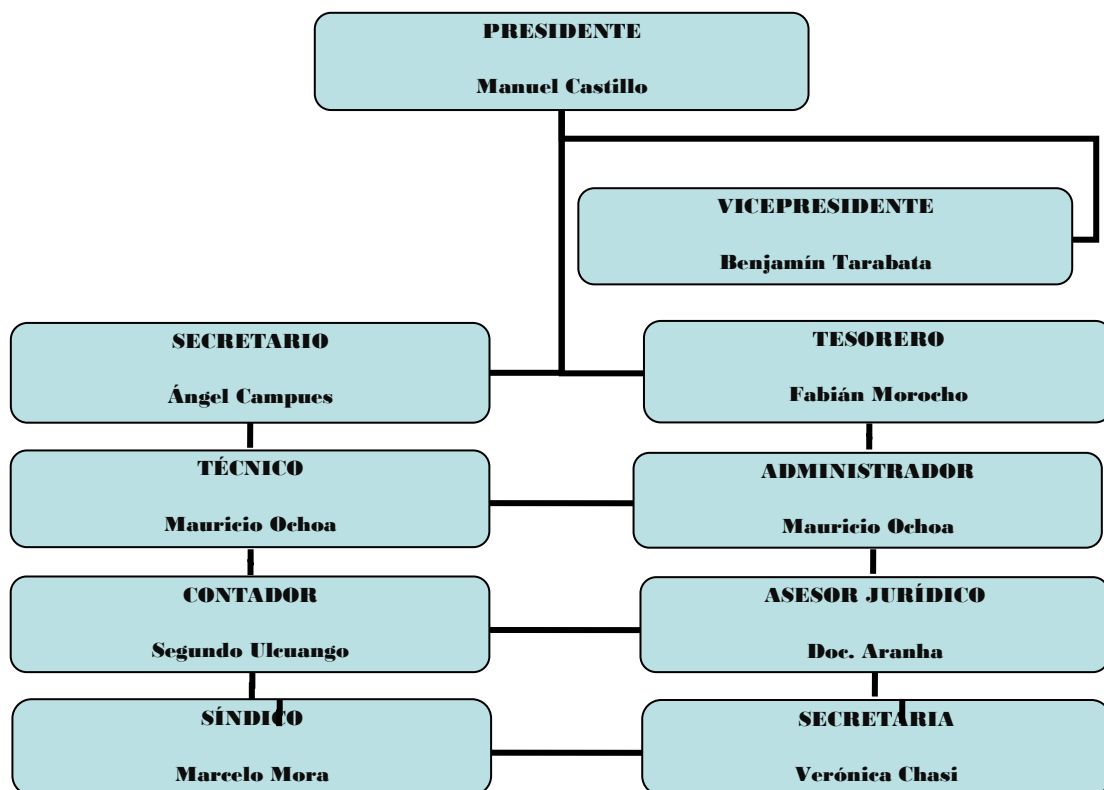 PRESIDENTE
Manuel Castillo
VICEPRESIDENTE
Benjamín Tarabata
SECRETARIO
Ángel Campues
TESORERO
Fabián Morocho
TÉCNICO
Mauricio Ochoa
ADMINISTRADOR
Mauricio Ochoa
CONTADOR
Segundo Ulcuango
ASESOR JURÍDICO
Doc. Aranha
SÍNDICO
Marcelo Mora
SECRETARIA
Verónica Chasi